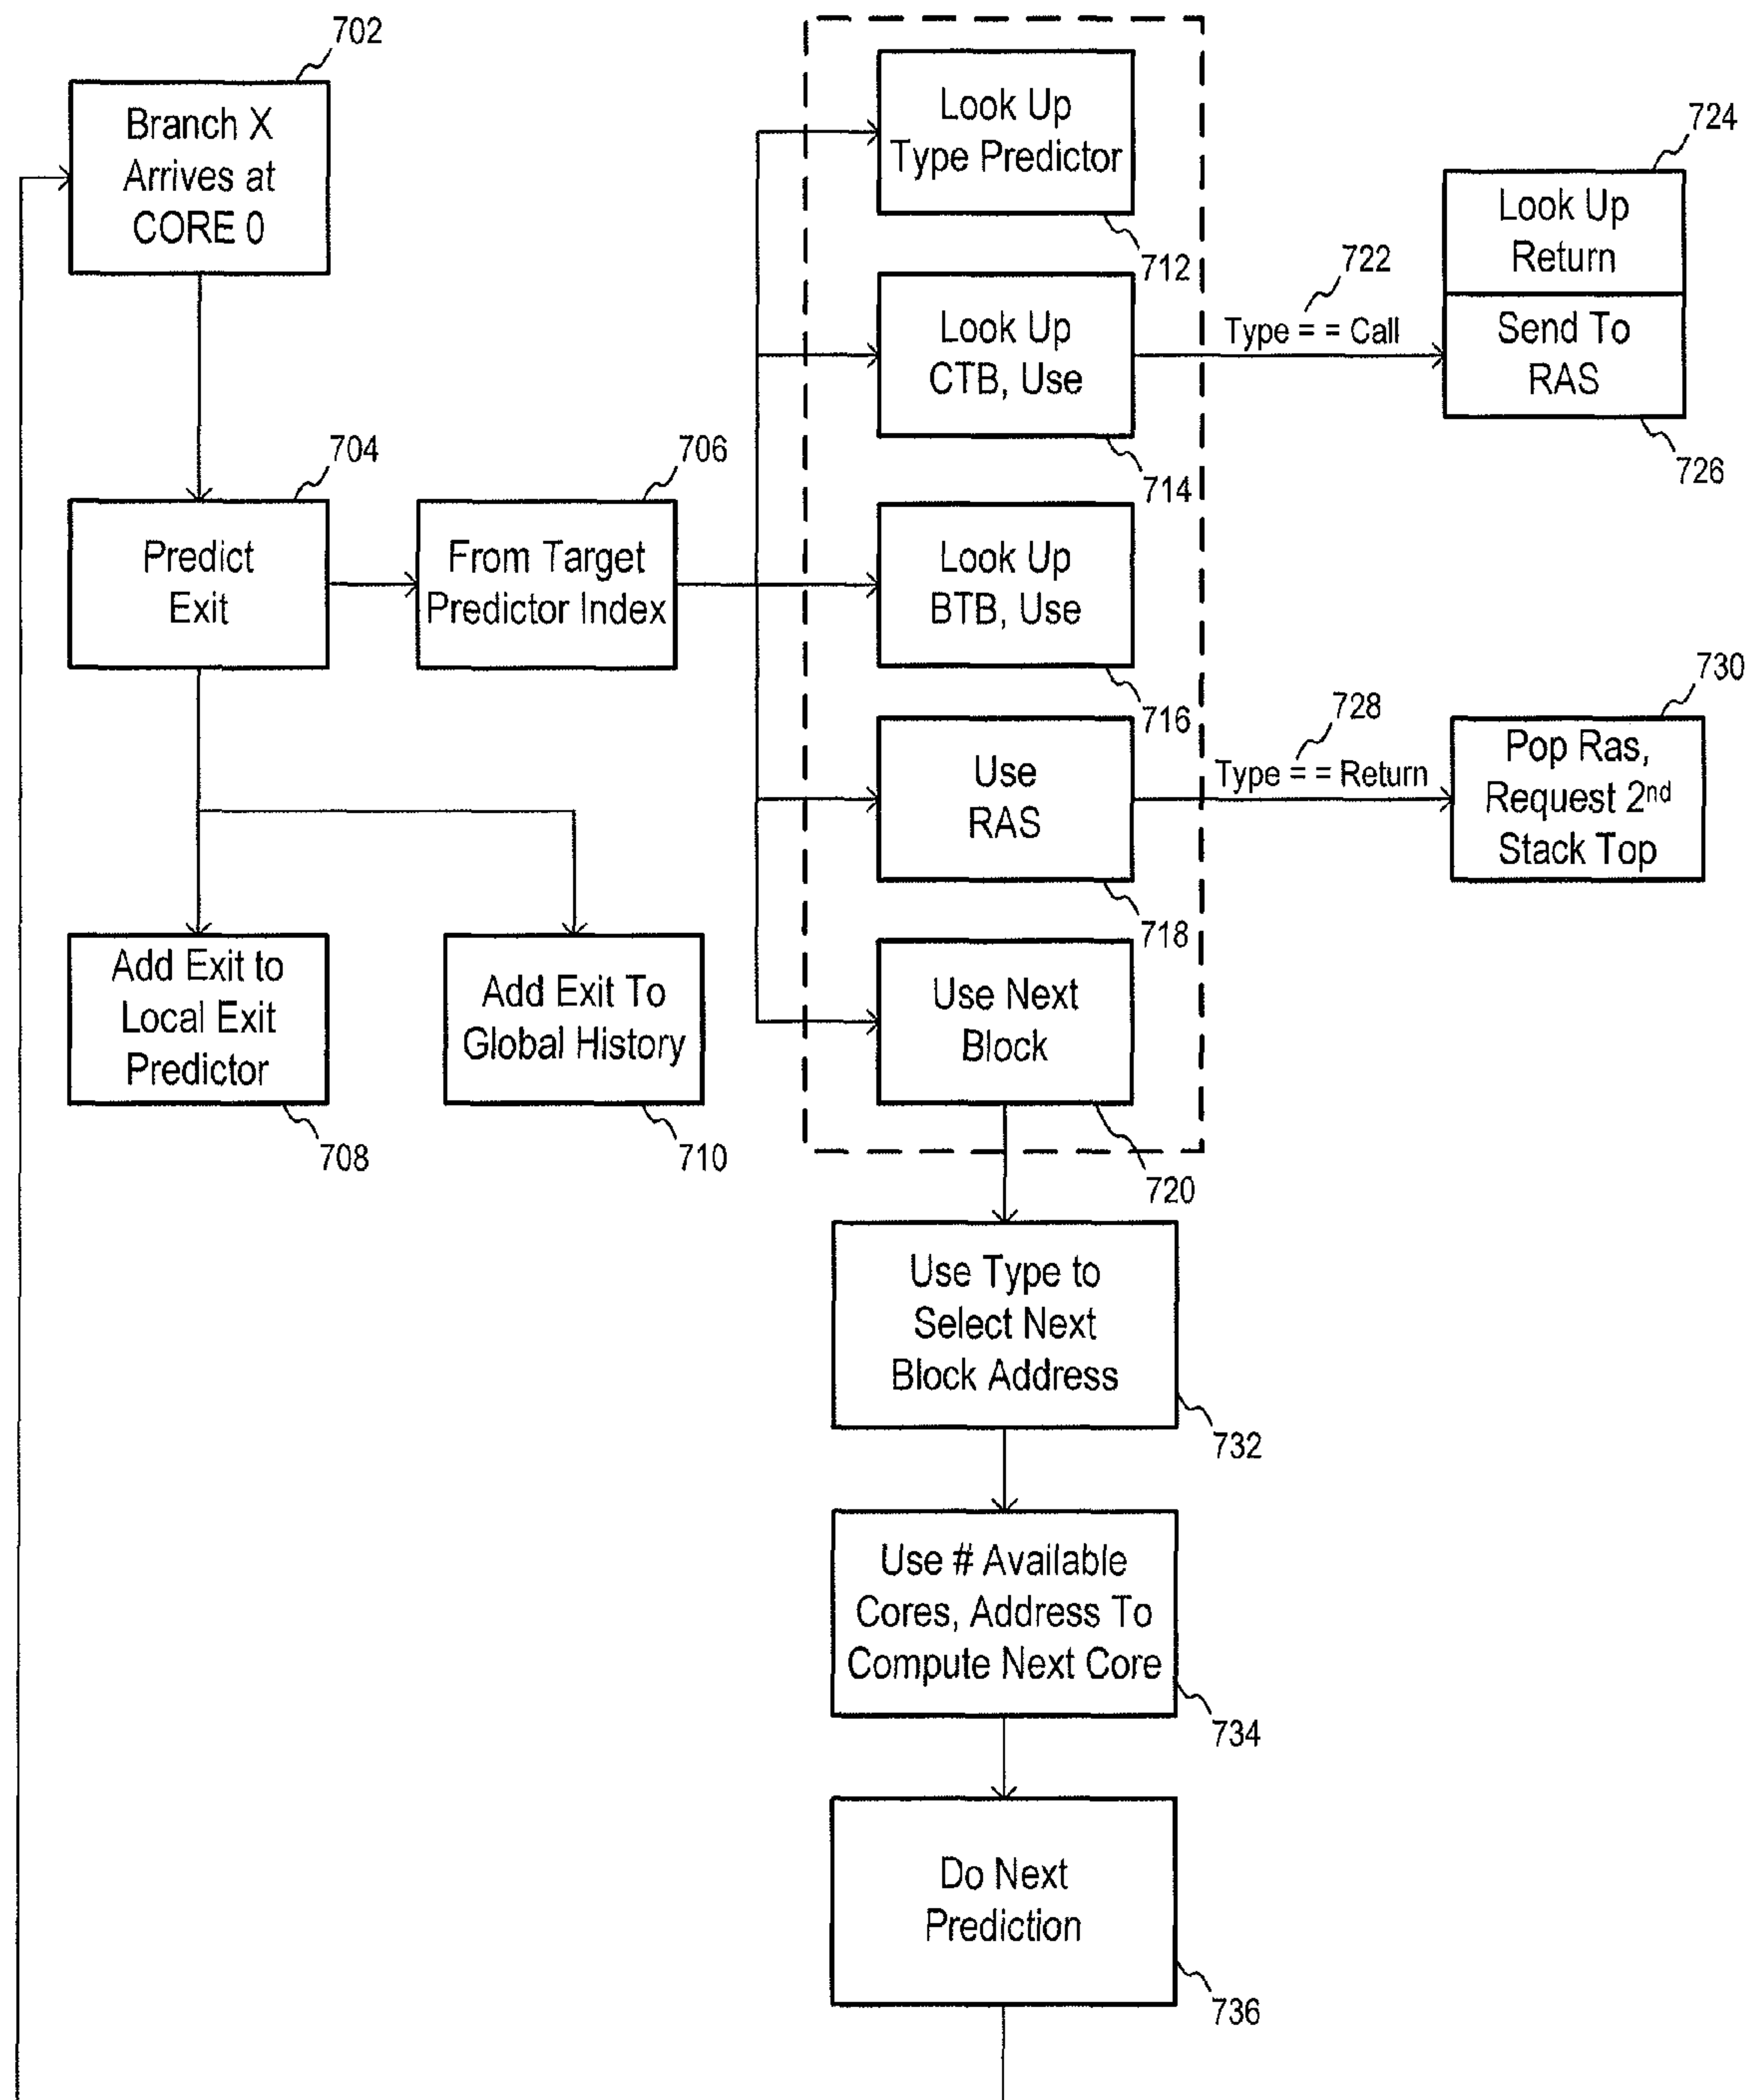 702
Branch X
Arrives at
CORE 0
704
Predict
Exit
706
From Target
Predictor Index
Add Exit to
Local Exit
Predictor
708
Add Exit To
Global History
710
Look Up
Type Predictor
712
Look Up
CTB, Use
714
Look Up
BTB, Use
716
Use
RAS
718
Use Next
Block
720
722
Type = = Call
724
Look Up
Return
Send To
RAS
726
728
Type = = Return
730
Pop Ras,
Request 2nd
Stack Top
Use Type to
Select Next
Block Address
732
Use # Available
Cores, Address To
Compute Next Core
734
Do Next
Prediction
736